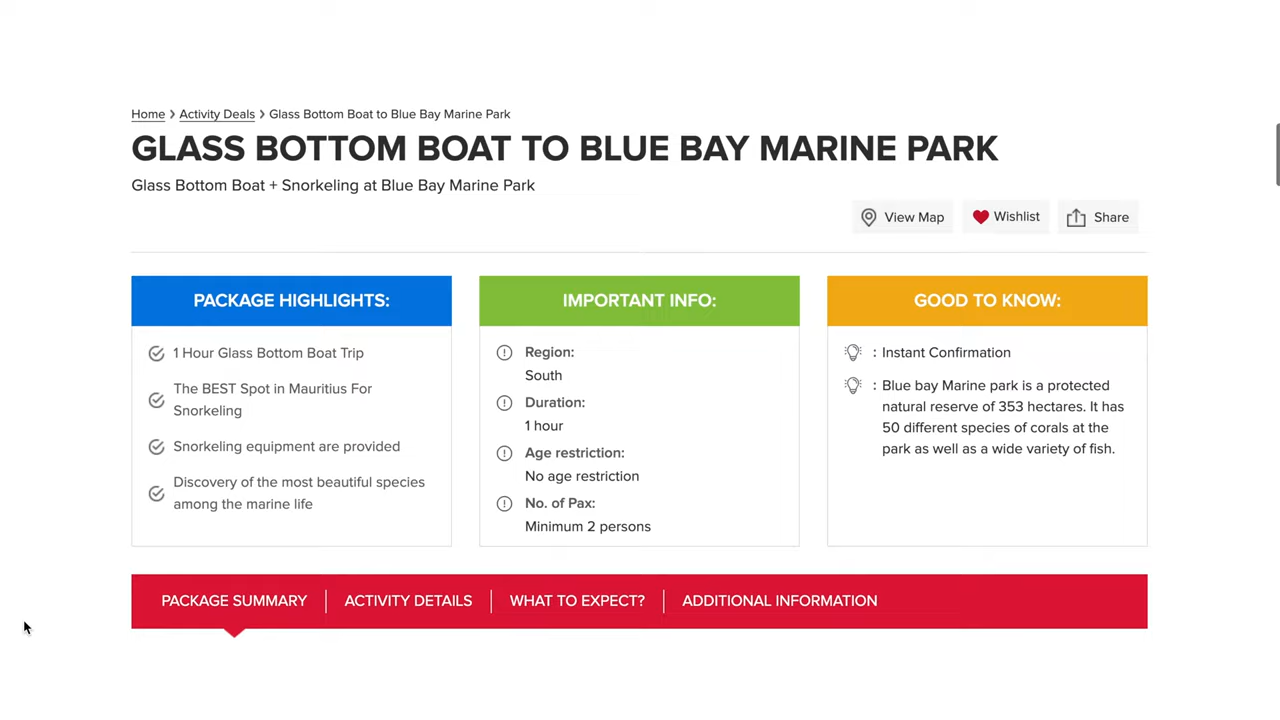 Home > Activity Deals > Glass Bottom Boat to Blue Bay Marine Park
GLASS BOTTOM BOAT TO BLUE BAY MARINE PARK
Glass Bottom Boat + Snorkeling at Blue Bay Marine Park
View Map
Wishlist
Share
PACKAGE HIGHLIGHTS:
1 Hour Glass Bottom Boat Trip
The BEST Spot in Mauritius For
Snorkeling
Snorkeling equipment are provided
Discovery of the most beautiful species
among the marine life
IMPORTANT INFO:
Region:
South
Duration:
1 hour
Age restriction:
No age restriction
No. of Pax:
Minimum 2 persons
GOOD TO KNOW:
: Instant Confirmation
: Blue bay Marine park is a protected
natural reserve of 353 hectares. It has
50 different species of corals at the
park as well as a wide variety of fish.
PACKAGE SUMMARY
ACTIVITY DETAILS
WHAT TO EXPECT?
ADDITIONAL INFORMATION